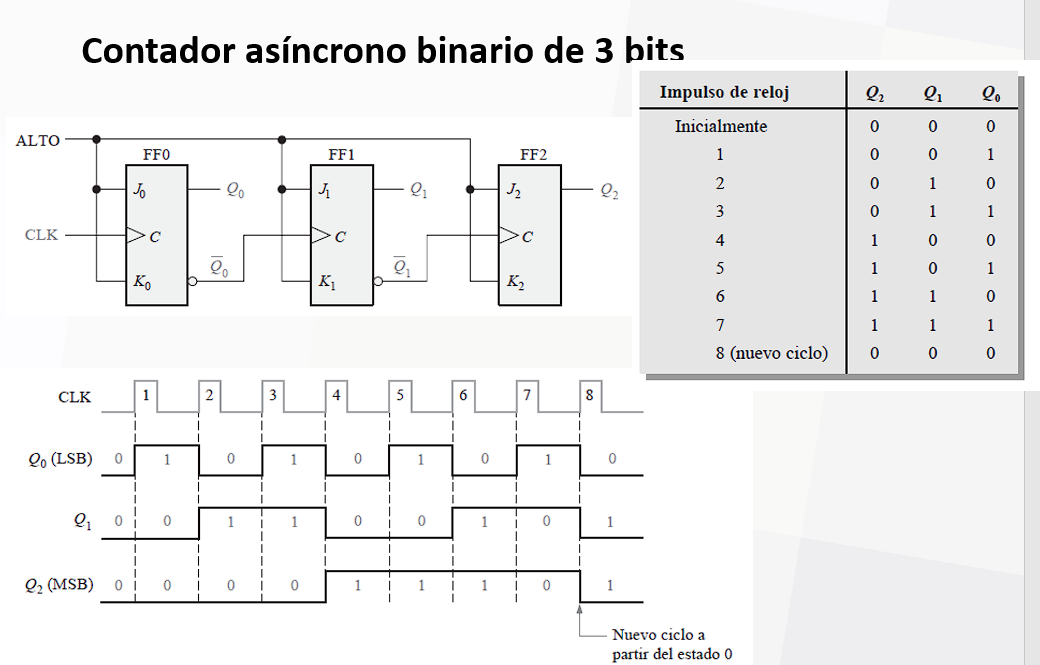 Contador asíncrono binario de 3 bits
Impulso de reloj Q2 Q1 Q0
Inicialmente 0 0 0
1 0 0 1
2 0 1 0
3 0 1 1
4 1 0 0
5 1 0 1
6 1 1 0
7 1 1 1
8 (nuevo ciclo) 0 0 0
ALTO
FF0 FF1 FF2
J0 Q0 J1 Q1 J2 Q2
CLK C C C
Q̅0 Q̅1
K0 K1 K2
CLK 1 2 3 4 5 6 7 8
Q0 (LSB) 0 1 0 1 0 1 0 1 0
Q1 0 0 1 1 0 0 1 0 1
Q2 (MSB) 0 0 0 0 1 1 1 0 1
Nuevo ciclo a
partir del estado 0